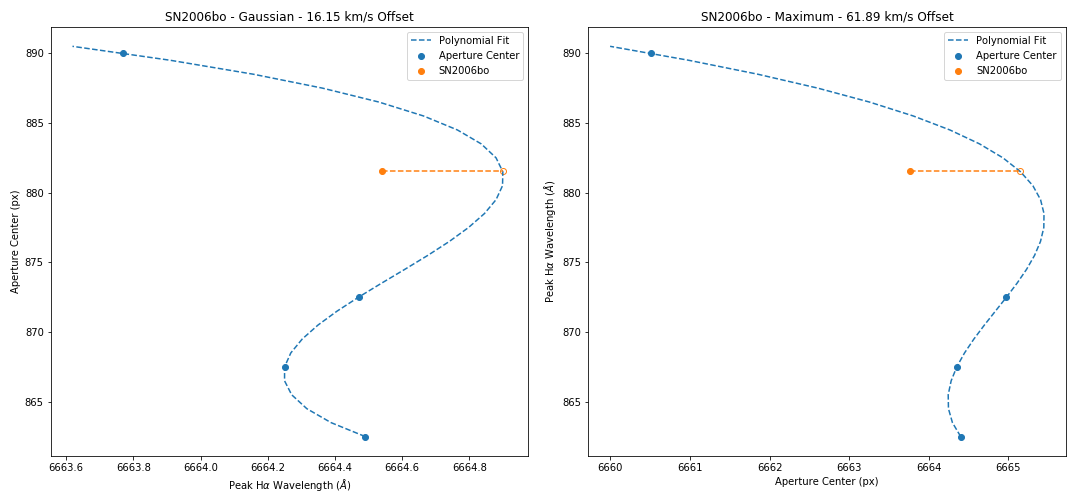 SN2006bo - Gaussian - 16.15 km/s Offset
Polynomial Fit
Aperture Center
SN2006bo
890
885
880
875
870
865
Aperture Center (px)
6663.6
6663.8
6664.0
6664.2
6664.4
6664.6
6664.8
Peak Hα Wavelength (Å)
SN2006bo - Maximum - 61.89 km/s Offset
Polynomial Fit
Aperture Center
SN2006bo
890
885
880
875
870
865
Peak Hα Wavelength (Å)
6660
6661
6662
6663
6664
6665
Aperture Center (px)